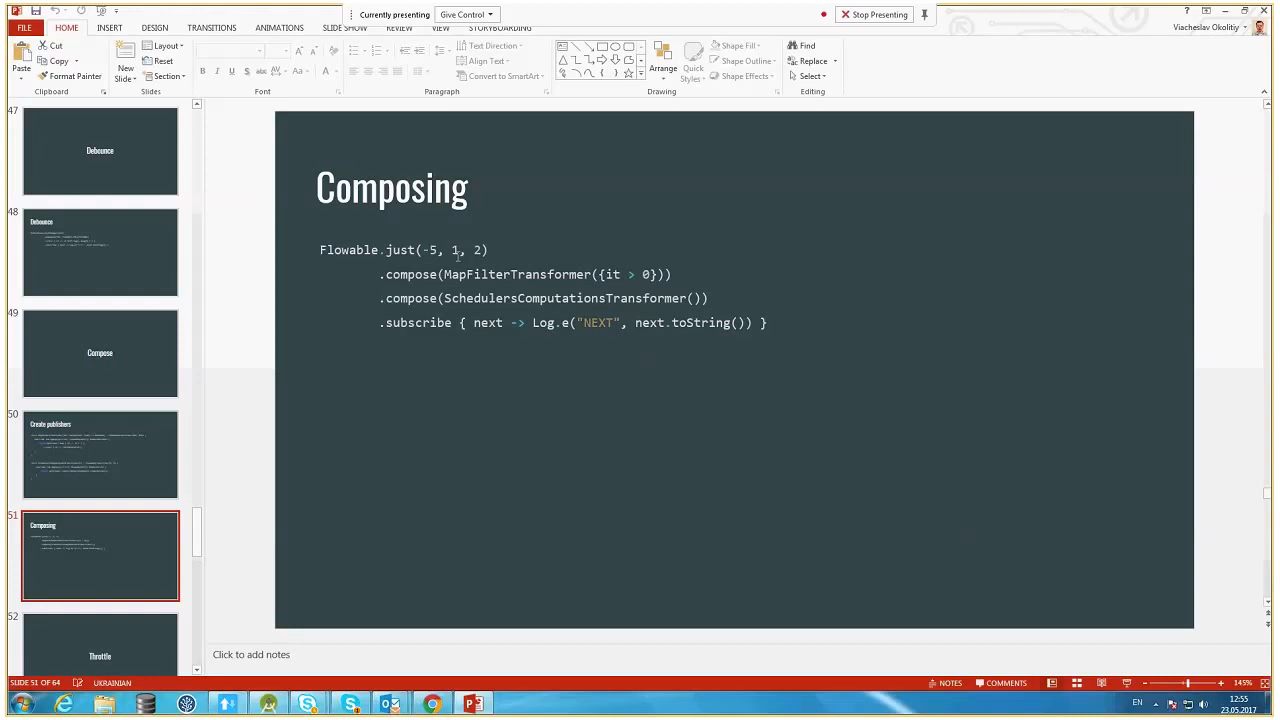 Currently presenting
Give Control
Stop Presenting
FILE
HOME
INSERT
DESIGN
TRANSITIONS
ANIMATIONS
SLIDE SHOW
REVIEW
VIEW
Viacheslav Okolitiy
Paste
Cut
Copy
Format Painter
Clipboard
New
Slide
Layout
Reset
Section
Slides
Font
Text Direction
Align Text
Convert to SmartArt
Paragraph
Arrange
Quick
Styles
Shape Fill
Shape Outline
Shape Effects
Drawing
Find
Replace
Select
Editing
47
Debounce
48
Debounce
49
Compose
50
Create publishers
51
Composing
52
Throttle
Composing
Flowable.just(-5, 1, 2)
.compose(MapFilterTransformer({it > 0}))
.compose(SchedulersComputationsTransformer())
.subscribe { next -> Log.e("NEXT", next.toString()) }
Click to add notes
SLIDE 51 OF 64
UKRAINIAN
NOTES
COMMENTS
145%
EN
12:55
23.05.2017